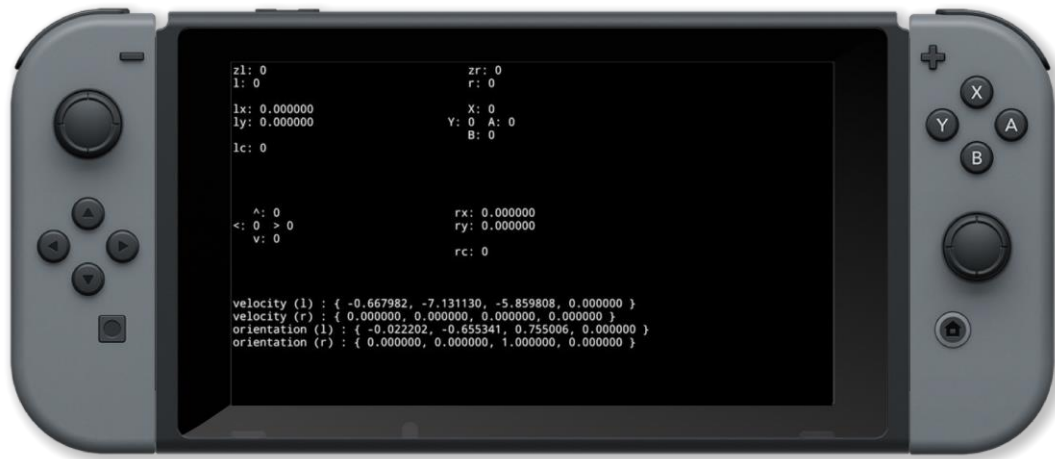 zl: 0 zr: 0
l: 0 r: 0
lx: 0.000000 X: 0
ly: 0.000000 Y: 0 A: 0
B: 0
lc: 0
^: 0 rx: 0.000000
<: 0 > 0 ry: 0.000000
v: 0
rc: 0
velocity (l) : { -0.667982, -7.131130, -5.859808, 0.000000 }
velocity (r) : { 0.000000, 0.000000, 0.000000, 0.000000 }
orientation (l) : { -0.022202, -0.655341, 0.755006, 0.000000 }
orientation (r) : { 0.000000, 0.000000, 1.000000, 0.000000 }
X
Y A
B